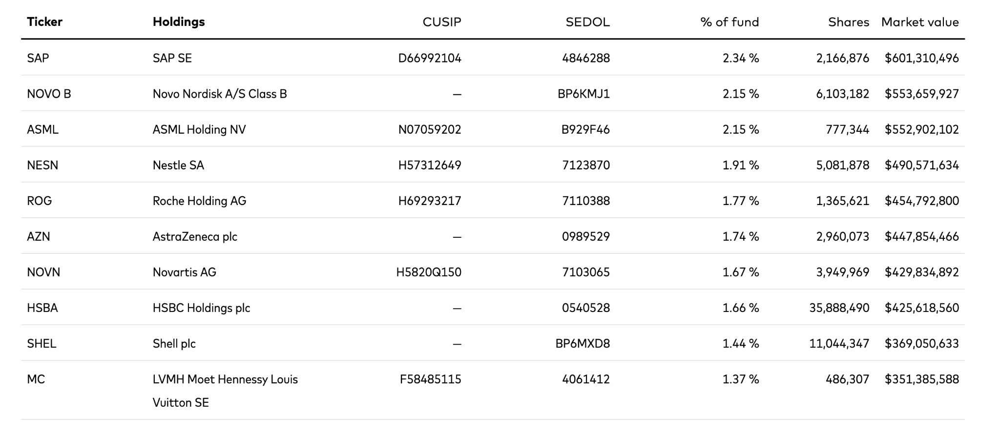 Ticker Holdings CUSIP SEDOL % of fund Shares Market value
SAP SAP SE D66992104 4846288 2.34 % 2,166,876 $601,310,496
NOVO B Novo Nordisk A/S Class B — BP6KMJ1 2.15 % 6,103,182 $553,659,927
ASML ASML Holding NV N07059202 B929F46 2.15 % 777,344 $552,902,102
NESN Nestle SA H57312649 7123870 1.91 % 5,081,878 $490,571,634
ROG Roche Holding AG H69293217 7110388 1.77 % 1,365,621 $454,792,800
AZN AstraZeneca plc — 0989529 1.74 % 2,960,073 $447,854,466
NOVN Novartis AG H5820Q150 7103065 1.67 % 3,949,969 $429,834,892
HSBA HSBC Holdings plc — 0540528 1.66 % 35,888,490 $425,618,560
SHEL Shell plc — BP6MXD8 1.44 % 11,044,347 $369,050,633
MC LVMH Moet Hennessy Louis F58485115 4061412 1.37 % 486,307 $351,385,588
Vuitton SE